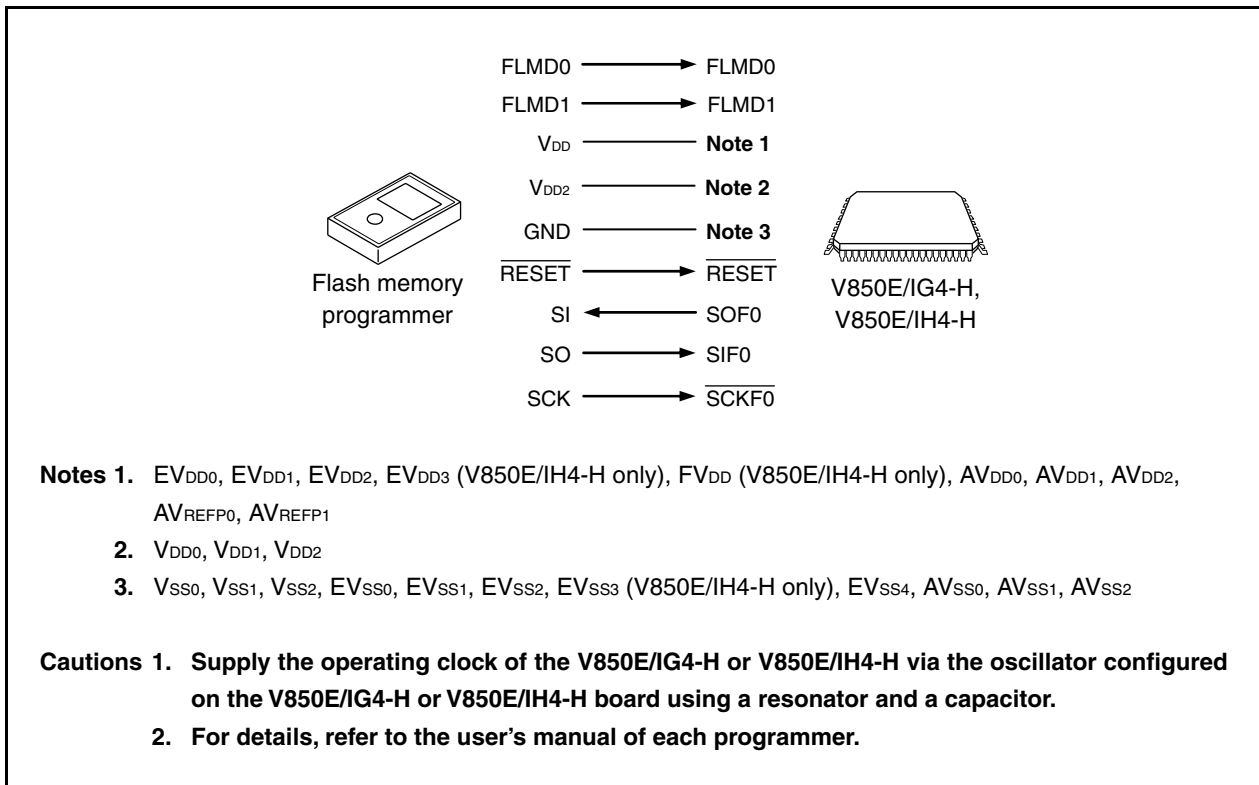 FLMD0 FLMD0
FLMD1 FLMD1
VDD Note 1
VDD2 Note 2
GND Note 3
RESET RESET
SI SOF0
SO SIF0
SCK SCKF0
Flash memory
programmer
V850E/IG4-H,
V850E/IH4-H
Notes 1. EVDD0, EVDD1, EVDD2, EVDD3 (V850E/IH4-H only), FVDD (V850E/IH4-H only), AVDD0, AVDD1, AVDD2,
AVREFP0, AVREFP1
2. VDD0, VDD1, VDD2
3. VSS0, VSS1, VSS2, EVSS0, EVSS1, EVSS2, EVSS3 (V850E/IH4-H only), EVSS4, AVSS0, AVSS1, AVSS2
Cautions 1. Supply the operating clock of the V850E/IG4-H or V850E/IH4-H via the oscillator configured
on the V850E/IG4-H or V850E/IH4-H board using a resonator and a capacitor.
2. For details, refer to the user's manual of each programmer.